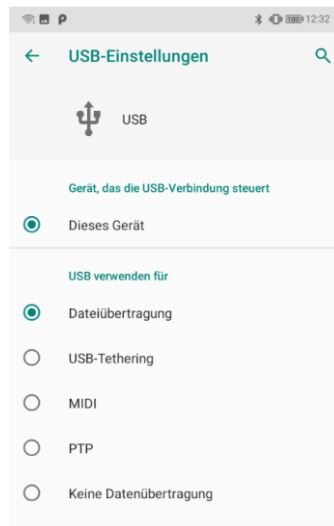 12:32
USB-Einstellungen
USB
Gerät, das die USB-Verbindung steuert
Dieses Gerät
USB verwenden für
Dateiübertragung
USB-Tethering
MIDI
PTP
Keine Datenübertragung